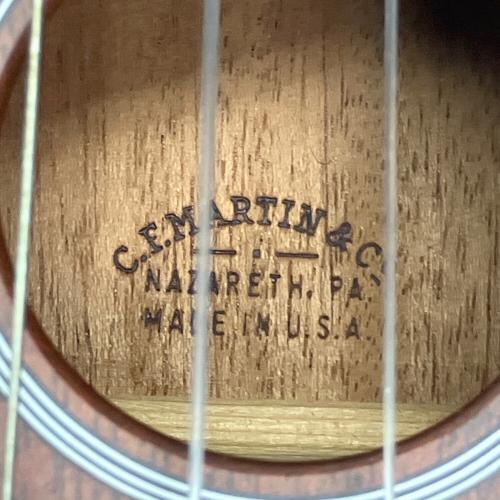 C.F. MARTIN & Co.
NAZARETH, PA.
MADE IN U.S.A.